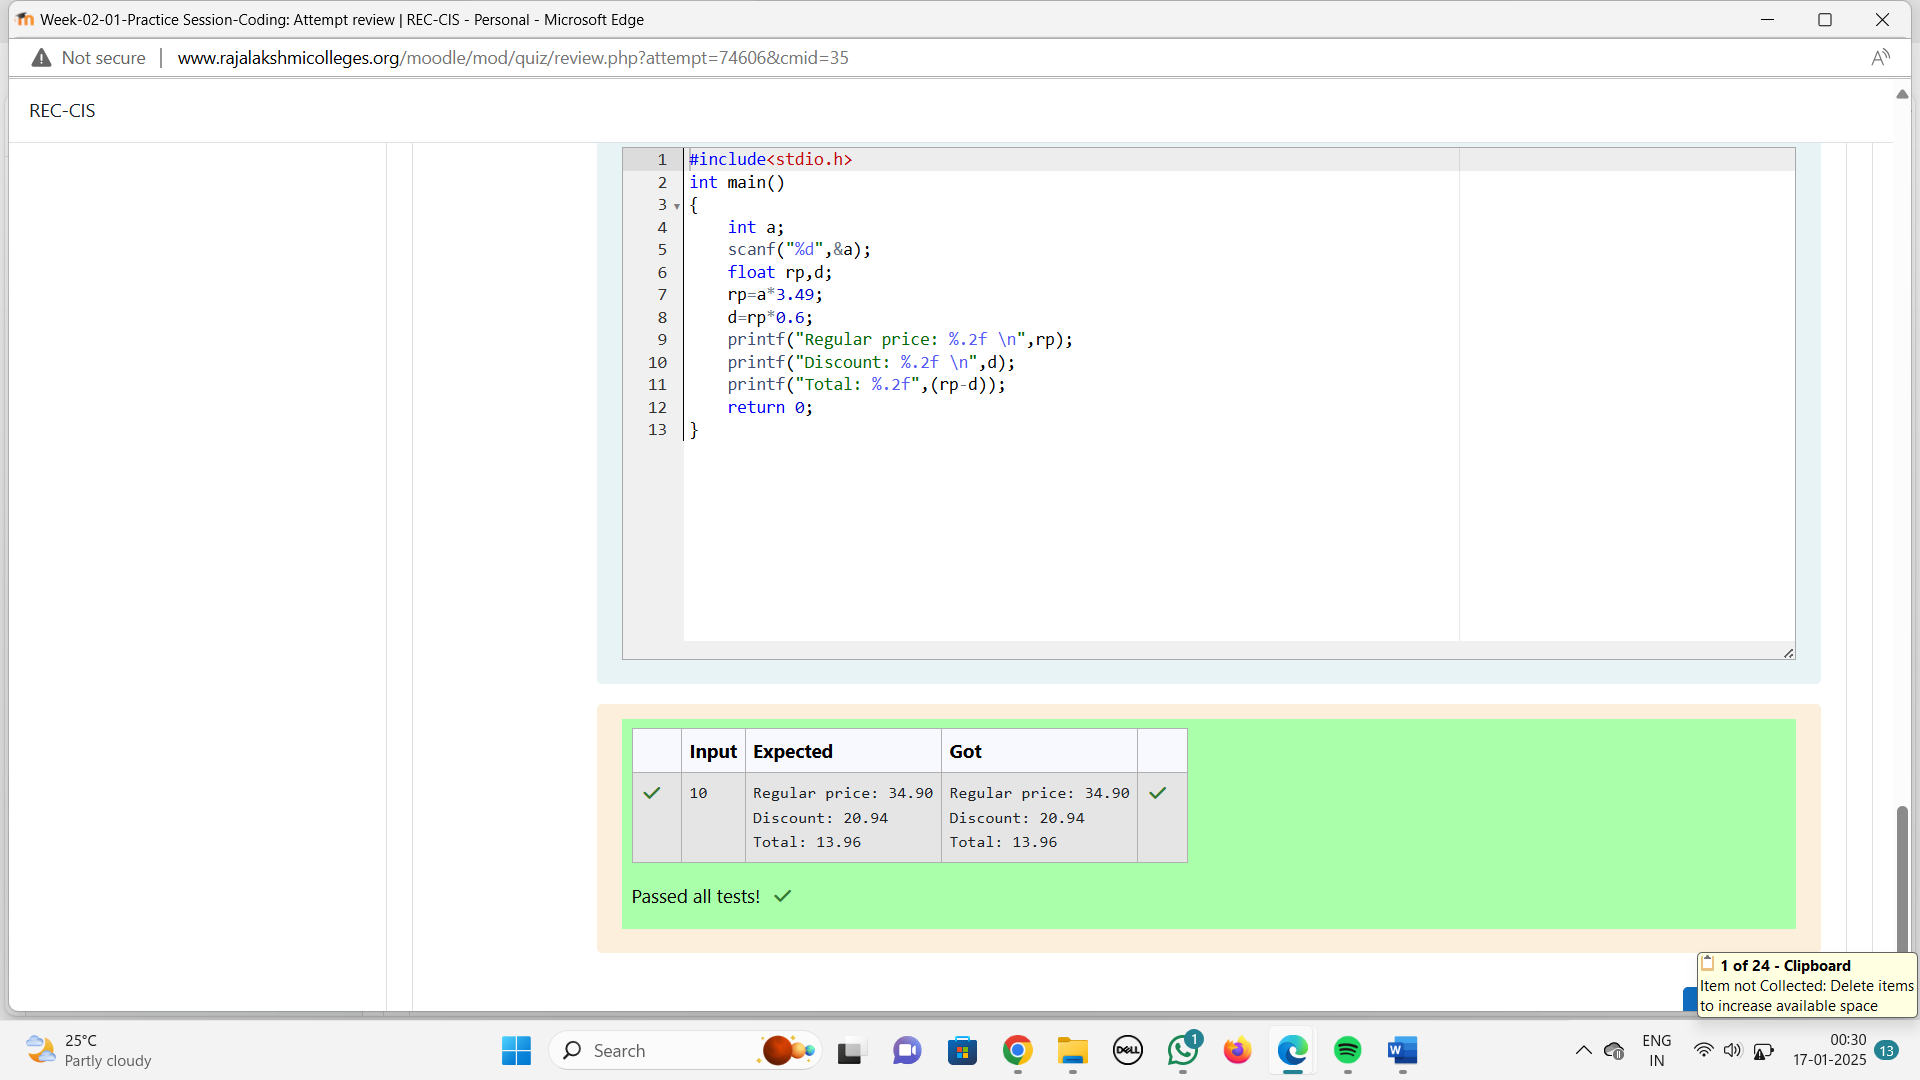 Week-02-01-Practice Session-Coding: Attempt review | REC-CIS - Personal - Microsoft Edge
Not secure | www.rajalakshmicolleges.org/moodle/mod/quiz/review.php?attempt=74606&cmid=35
REC-CIS
1 #include<stdio.h>
2 int main()
3 {
4     int a;
5     scanf("%d",&a);
6     float rp,d;
7     rp=a*3.49;
8     d=rp*0.6;
9     printf("Regular price: %.2f \n",rp);
10     printf("Discount: %.2f \n",d);
11     printf("Total: %.2f",(rp-d));
12     return 0;
13 }
Input Expected Got
10 Regular price: 34.90 Regular price: 34.90
Discount: 20.94 Discount: 20.94
Total: 13.96 Total: 13.96
Passed all tests!
1 of 24 - Clipboard
Item not Collected: Delete items
to increase available space
25°C
Partly cloudy
Search
DELL
1
W
ENG
IN
00:30
17-01-2025
13